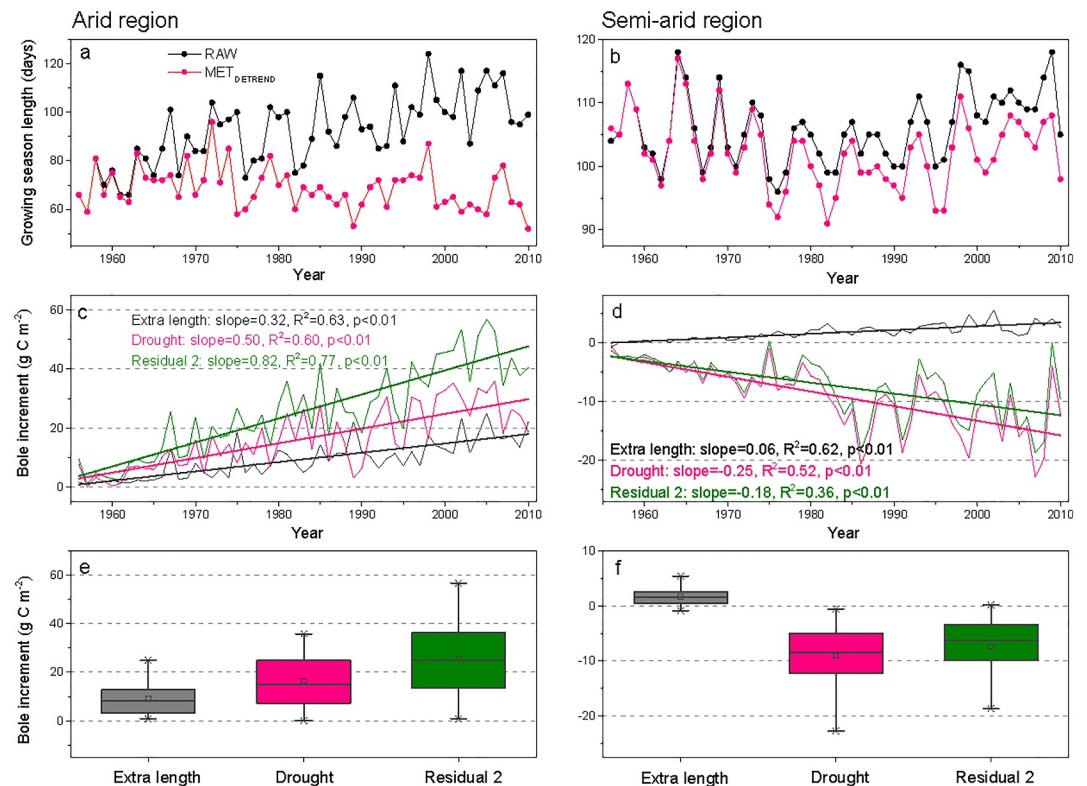 Arid region
Semi-arid region
a
RAW
MET DETREND
Growing season length (days)
120
100
80
60
1960
1970
1980
1990
2000
2010
Year
b
120
110
100
90
1960
1970
1980
1990
2000
2010
Year
c
Extra length: slope=0.32, R²=0.63, p<0.01
Drought: slope=0.50, R²=0.60, p<0.01
Residual 2: slope=0.82, R²=0.77, p<0.01
Bole increment (g C m⁻²)
60
40
20
0
1960
1970
1980
1990
2000
2010
Year
d
0
-10
-20
Extra length: slope=0.06, R²=0.62, p<0.01
Drought: slope=-0.25, R²=0.52, p<0.01
Residual 2: slope=-0.18, R²=0.36, p<0.01
1960
1970
1980
1990
2000
2010
Year
e
Bole increment (g C m⁻²)
60
40
20
0
Extra length
Drought
Residual 2
f
10
0
-10
-20
Extra length
Drought
Residual 2